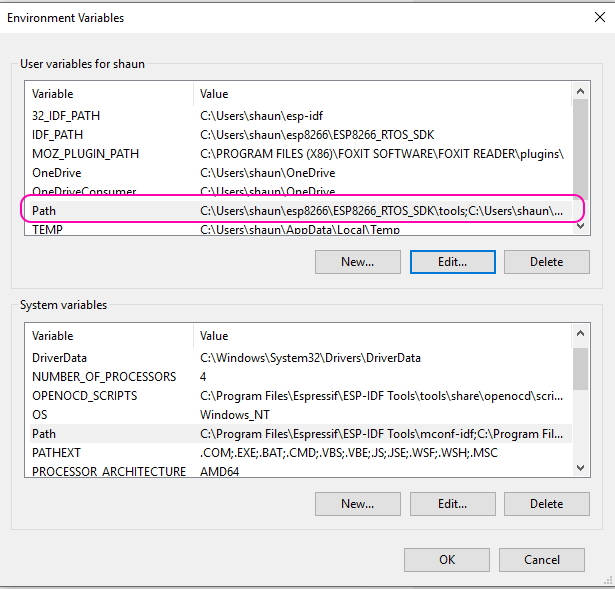 Environment Variables
User variables for shaun
Variable Value
32_IDF_PATH C:\Users\shaun\esp-idf
IDF_PATH C:\Users\shaun\esp8266\ESP8266_RTOS_SDK
MOZ_PLUGIN_PATH C:\PROGRAM FILES (X86)\FOXIT SOFTWARE\FOXIT READER\plugins\
OneDrive C:\Users\shaun\OneDrive
OneDriveConsumer C:\Users\shaun\OneDrive
Path C:\Users\shaun\esp8266\ESP8266_RTOS_SDK\tools;C:\Users\shaun\...
TEMP C:\Users\shaun\AppData\Local\Temp
New... Edit... Delete
System variables
Variable Value
DriverData C:\Windows\System32\Drivers\DriverData
NUMBER_OF_PROCESSORS 4
OPENOCD_SCRIPTS C:\Program Files\Espressif\ESP-IDF Tools\tools\share\openocd\scri...
OS Windows_NT
Path C:\Program Files\Espressif\ESP-IDF Tools\mconf-idf;C:\Program Fil...
PATHEXT .COM;.EXE;.BAT;.CMD;.VBS;.VBE;.JS;.JSE;.WSF;.WSH;.MSC
PROCESSOR_ARCHITECTURE AMD64
New... Edit... Delete
OK Cancel